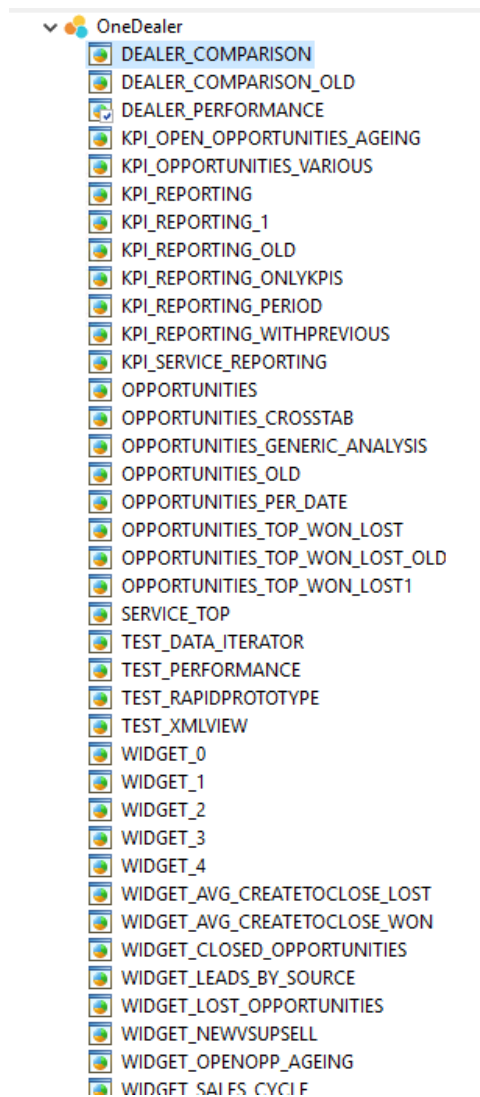 OneDealer
DEALER_COMPARISON
DEALER_COMPARISON_OLD
DEALER_PERFORMANCE
KPI_OPEN_OPPORTUNITIES_AGEING
KPI_OPPORTUNITIES_VARIOUS
KPI_REPORTING
KPI_REPORTING_1
KPI_REPORTING_OLD
KPI_REPORTING_ONLYKPIS
KPI_REPORTING_PERIOD
KPI_REPORTING_WITHPREVIOUS
KPI_SERVICE_REPORTING
OPPORTUNITIES
OPPORTUNITIES_CROSSTAB
OPPORTUNITIES_GENERIC_ANALYSIS
OPPORTUNITIES_OLD
OPPORTUNITIES_PER_DATE
OPPORTUNITIES_TOP_WON_LOST
OPPORTUNITIES_TOP_WON_LOST_OLD
OPPORTUNITIES_TOP_WON_LOST1
SERVICE_TOP
TEST_DATA_ITERATOR
TEST_PERFORMANCE
TEST_RAPIDPROTOTYPE
TEST_XMLVIEW
WIDGET_0
WIDGET_1
WIDGET_2
WIDGET_3
WIDGET_4
WIDGET_AVG_CREATETOCLOSE_LOST
WIDGET_AVG_CREATETOCLOSE_WON
WIDGET_CLOSED_OPPORTUNITIES
WIDGET_LEADS_BY_SOURCE
WIDGET_LOST_OPPORTUNITIES
WIDGET_NEWVSUPSELL
WIDGET_OPENOPP_AGEING
WIDGET_SALES_CYCLE